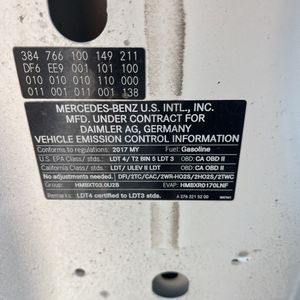 384 766 100 149 211
DF6 EE9 001 101 100
010 010 010 110 000
011 001 011 011 138
MERCEDES-BENZ U.S. INTL., INC.
MFD. UNDER CONTRACT FOR
DAIMLER AG, GERMANY
VEHICLE EMISSION CONTROL INFORMATION
Conforms to regulations: 2017 MY Fuel: Gasoline
U.S. EPA Class / stds.: LDT 4/ T2 BIN 5 LDT 3 OBD: CA OBD II
California Class / stds.: LDT/ ULEV II LDT OBD: CA OBD II
No adjustments needed. DFI/2TC/CAC/2WR-HO2S/2HO2S/2TWC
Group: HMBXT03.0U2B EVAP: HMBXR0170LNF
Remarks: LDT4 certified to LDT3 stds. A 276 221 52 00